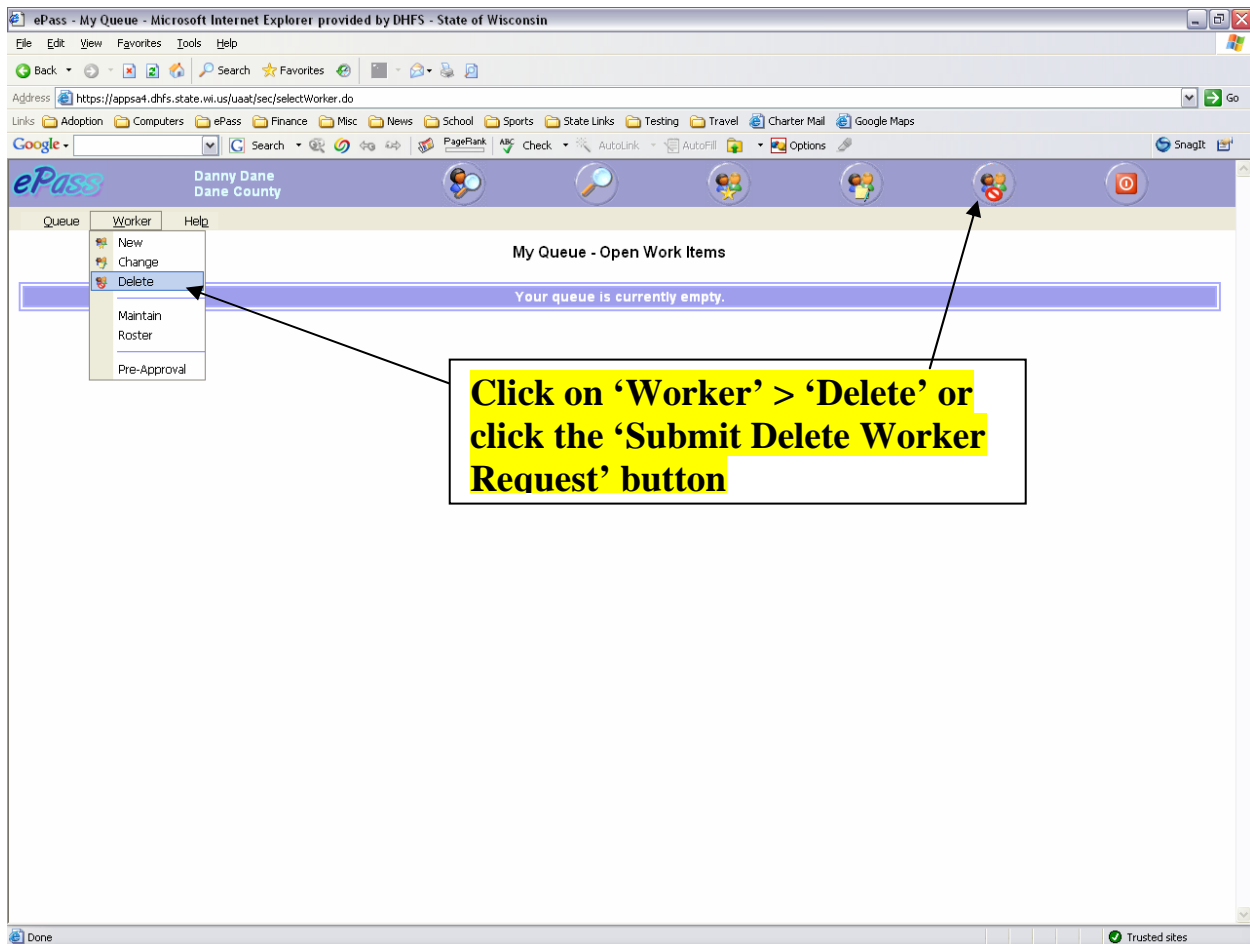 ePass - My Queue - Microsoft Internet Explorer provided by DHFS - State of Wisconsin
File Edit View Favorites Tools Help
Back Search Favorites
Address https://appsa4.dhfs.state.wi.us/uaat/sec/selectWorker.do Go
Links Adoption Computers ePass Finance Misc News School Sports State Links Testing Travel Charter Mail Google Maps
Google - G Search PageRank ABC Check AutoLink AutoFill Options SnagIt
ePass Danny Dane
Dane County
Queue Worker Help
New
Change
Delete
Maintain
Roster
Pre-Approval
My Queue - Open Work Items
Your queue is currently empty.
Click on ‘Worker’ > ‘Delete’ or
click the ‘Submit Delete Worker
Request’ button
Done Trusted sites